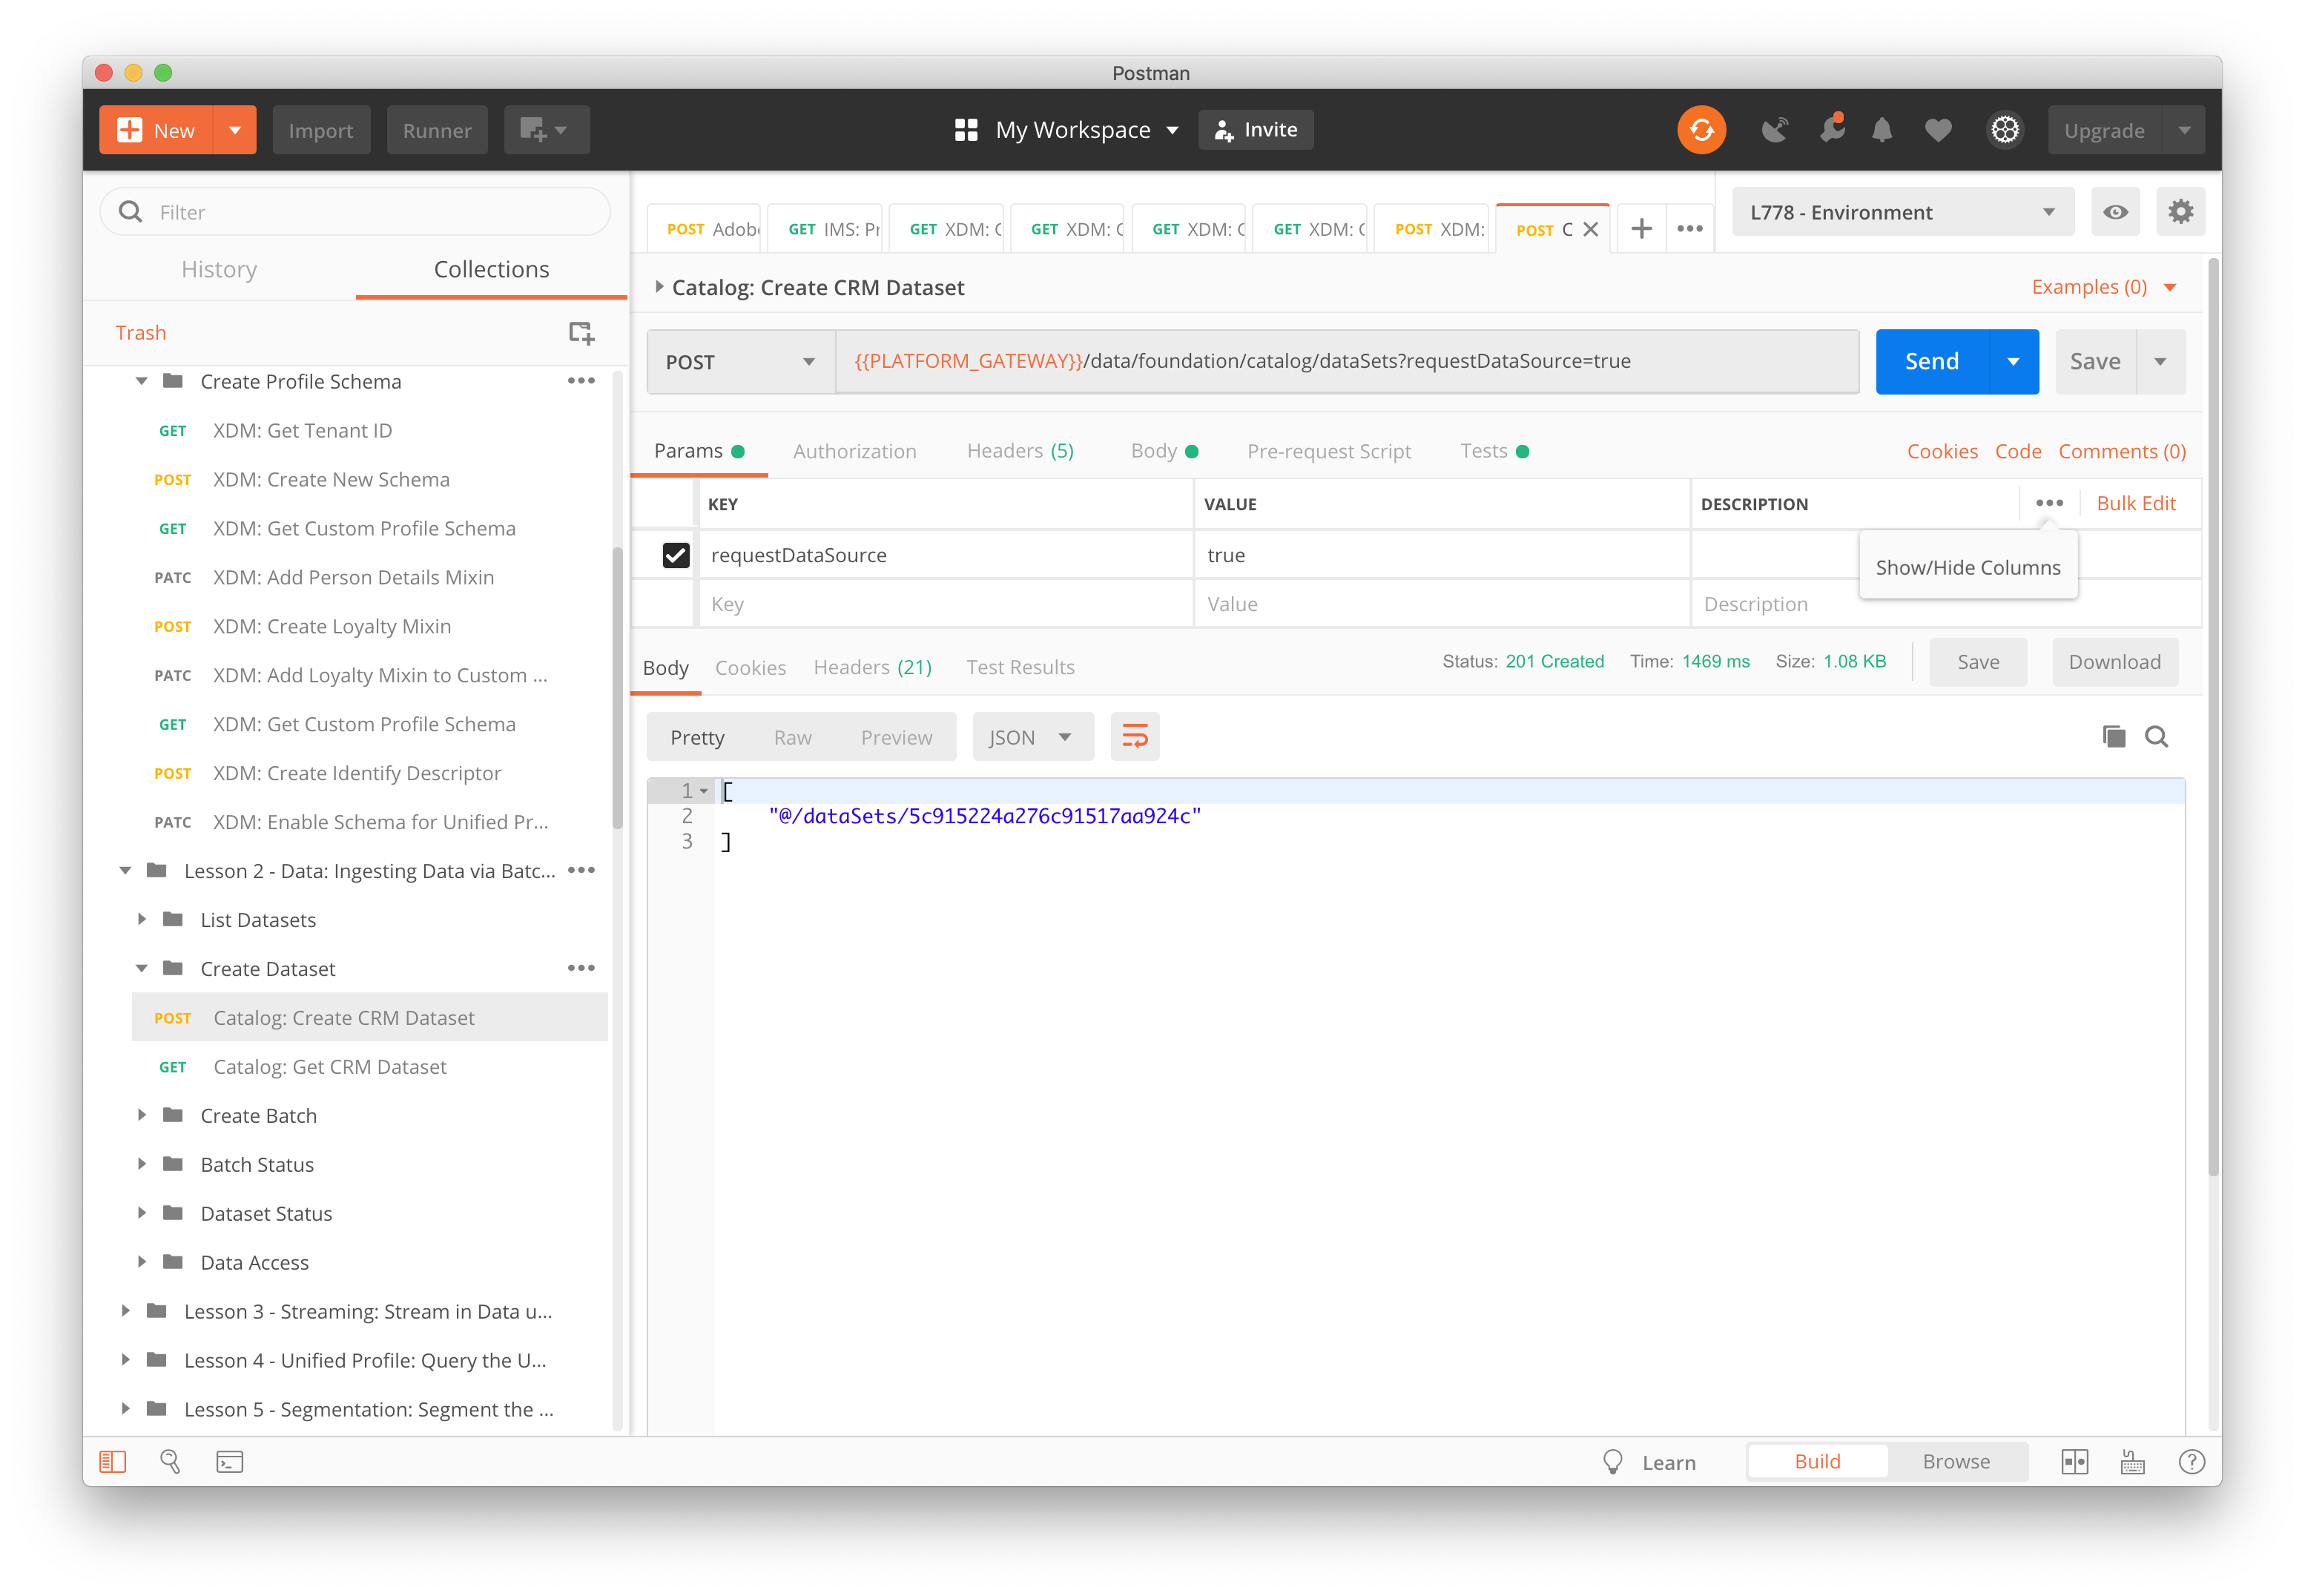 Postman
New Import Runner My Workspace Invite Upgrade
Filter
History Collections
Trash
Create Profile Schema
GET XDM: Get Tenant ID
POST XDM: Create New Schema
GET XDM: Get Custom Profile Schema
PATC XDM: Add Person Details Mixin
POST XDM: Create Loyalty Mixin
PATC XDM: Add Loyalty Mixin to Custom ...
GET XDM: Get Custom Profile Schema
POST XDM: Create Identify Descriptor
PATC XDM: Enable Schema for Unified Pr...
Lesson 2 - Data: Ingesting Data via Batc...
List Datasets
Create Dataset
POST Catalog: Create CRM Dataset
GET Catalog: Get CRM Dataset
Create Batch
Batch Status
Dataset Status
Data Access
Lesson 3 - Streaming: Stream in Data u...
Lesson 4 - Unified Profile: Query the U...
Lesson 5 - Segmentation: Segment the ...
POST Adob GET IMS: Pr GET XDM: GET XDM: GET XDM: GET XDM: POST XDM: POST C
L778 - Environment
Catalog: Create CRM Dataset Examples (0)
POST {{PLATFORM_GATEWAY}}/data/foundation/catalog/dataSets?requestDataSource=true Send Save
Params Authorization Headers (5) Body Pre-request Script Tests Cookies Code Comments (0)
KEY VALUE DESCRIPTION ••• Bulk Edit
requestDataSource true
Show/Hide Columns
Key Value Description
Body Cookies Headers (21) Test Results Status: 201 Created Time: 1469 ms Size: 1.08 KB Save Download
Pretty Raw Preview JSON
1 [
2 "@/dataSets/5c915224a276c91517aa924c"
3 ]
Learn Build Browse